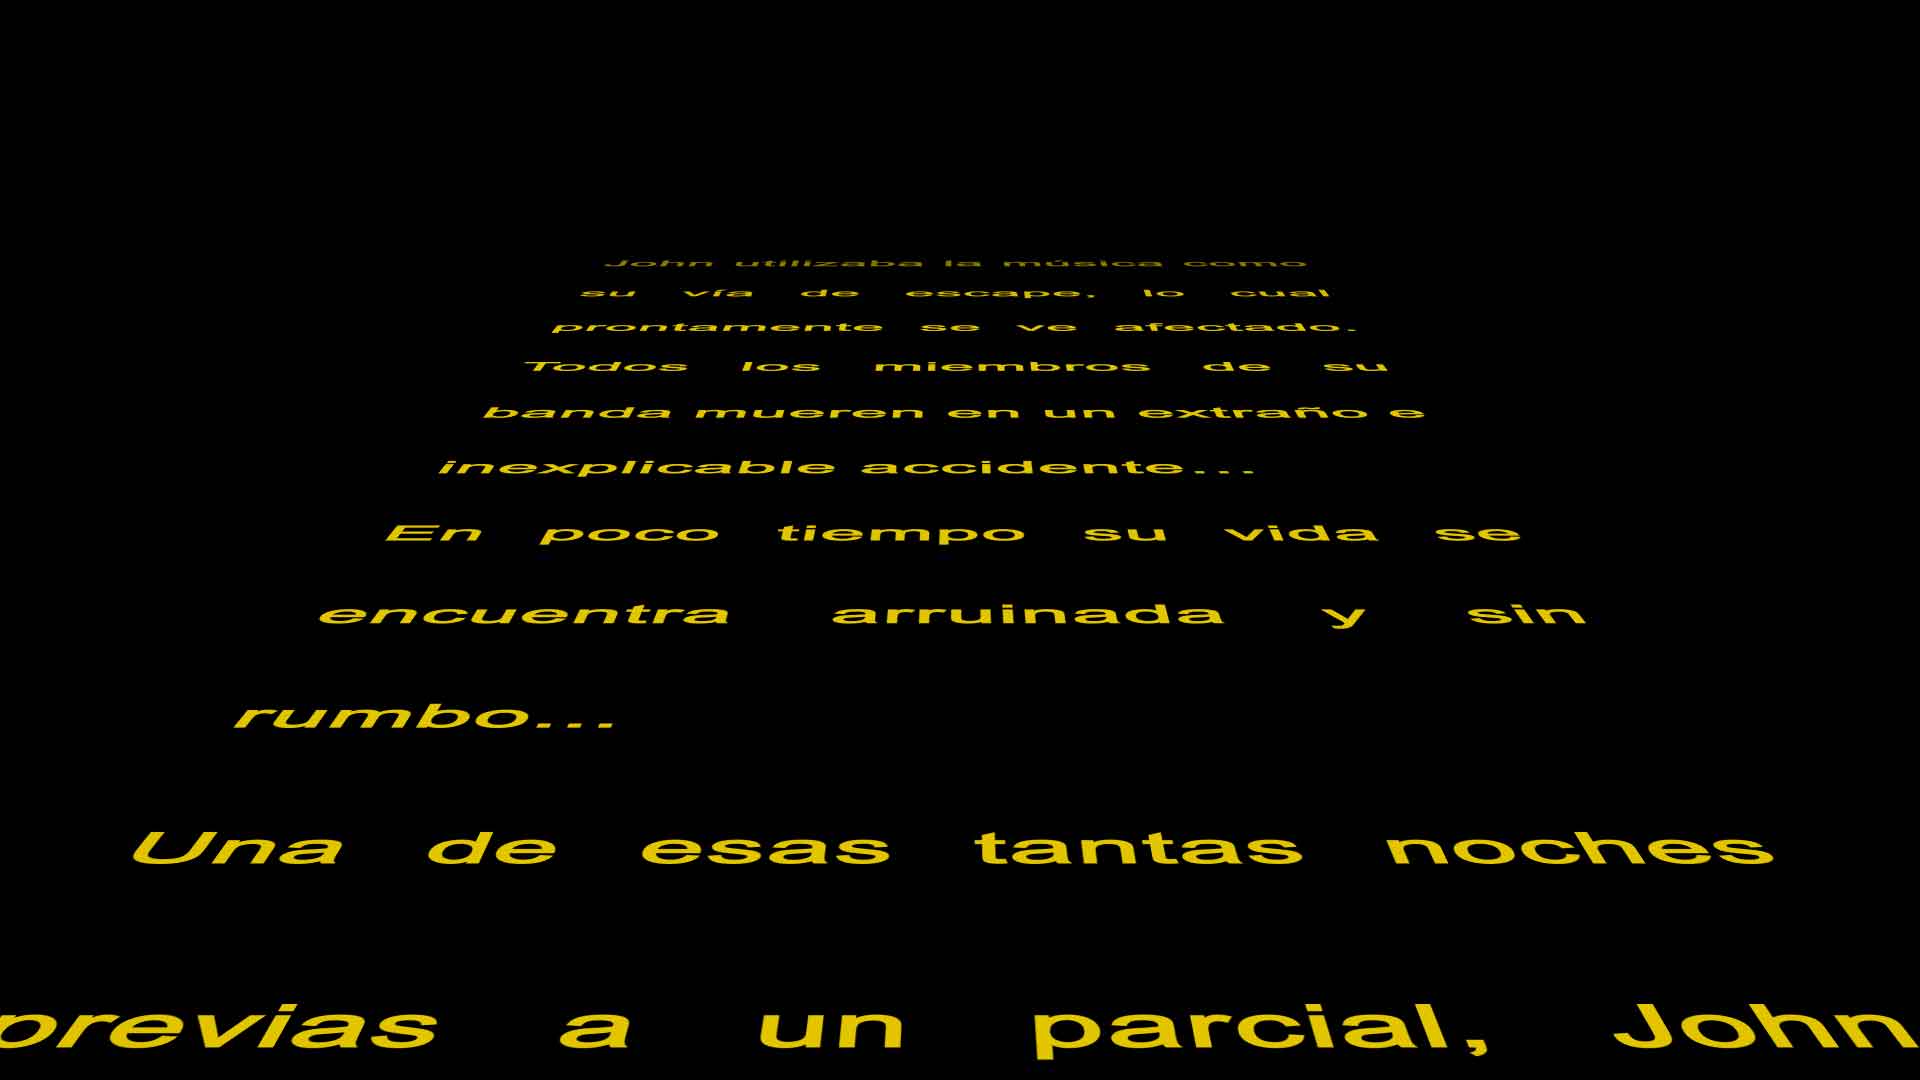 John utilizaba la música como
su vía de escape, lo cual
prontamente se ve afectado.
Todos los miembros de su
banda mueren en un extraño e
inexplicable accidente...
En poco tiempo su vida se
encuentra arruinada y sin
rumbo...
Una de esas tantas noches
previas a un parcial, John